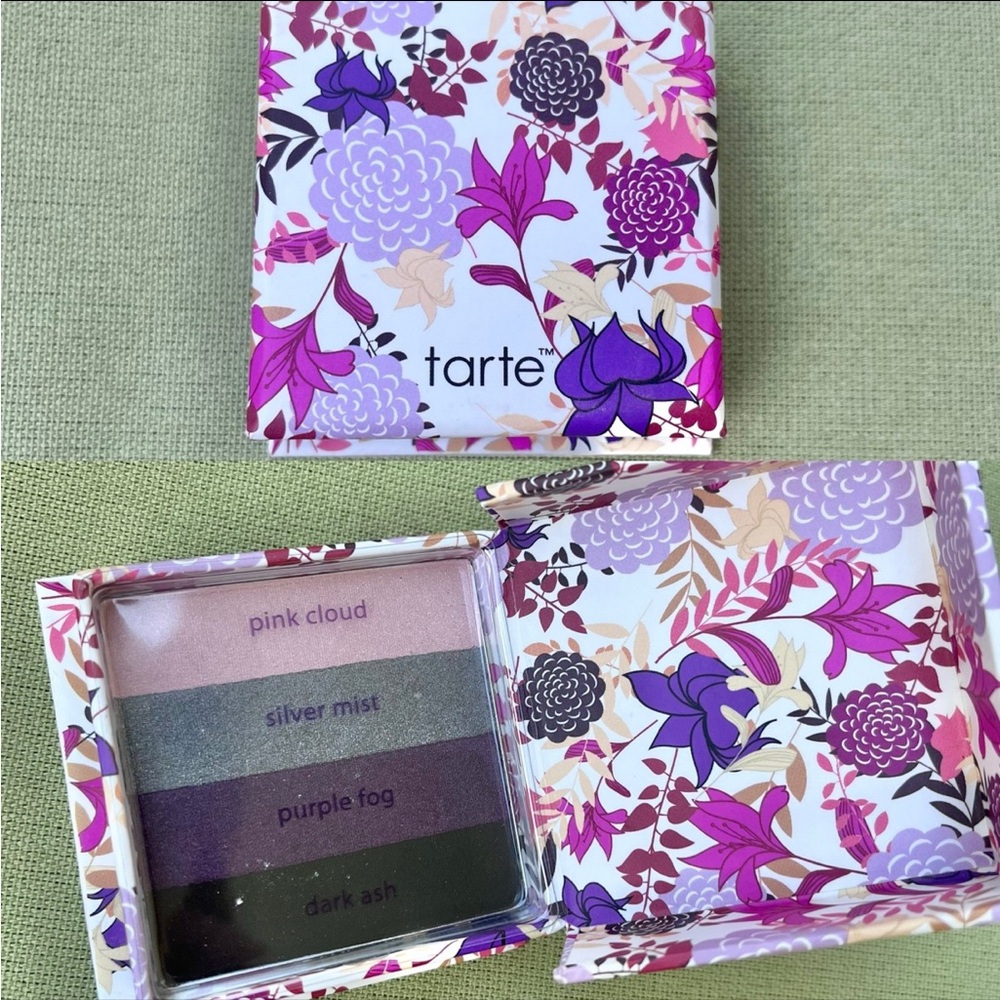 tarte™
pink cloud
silver mist
purple fog
dark ash